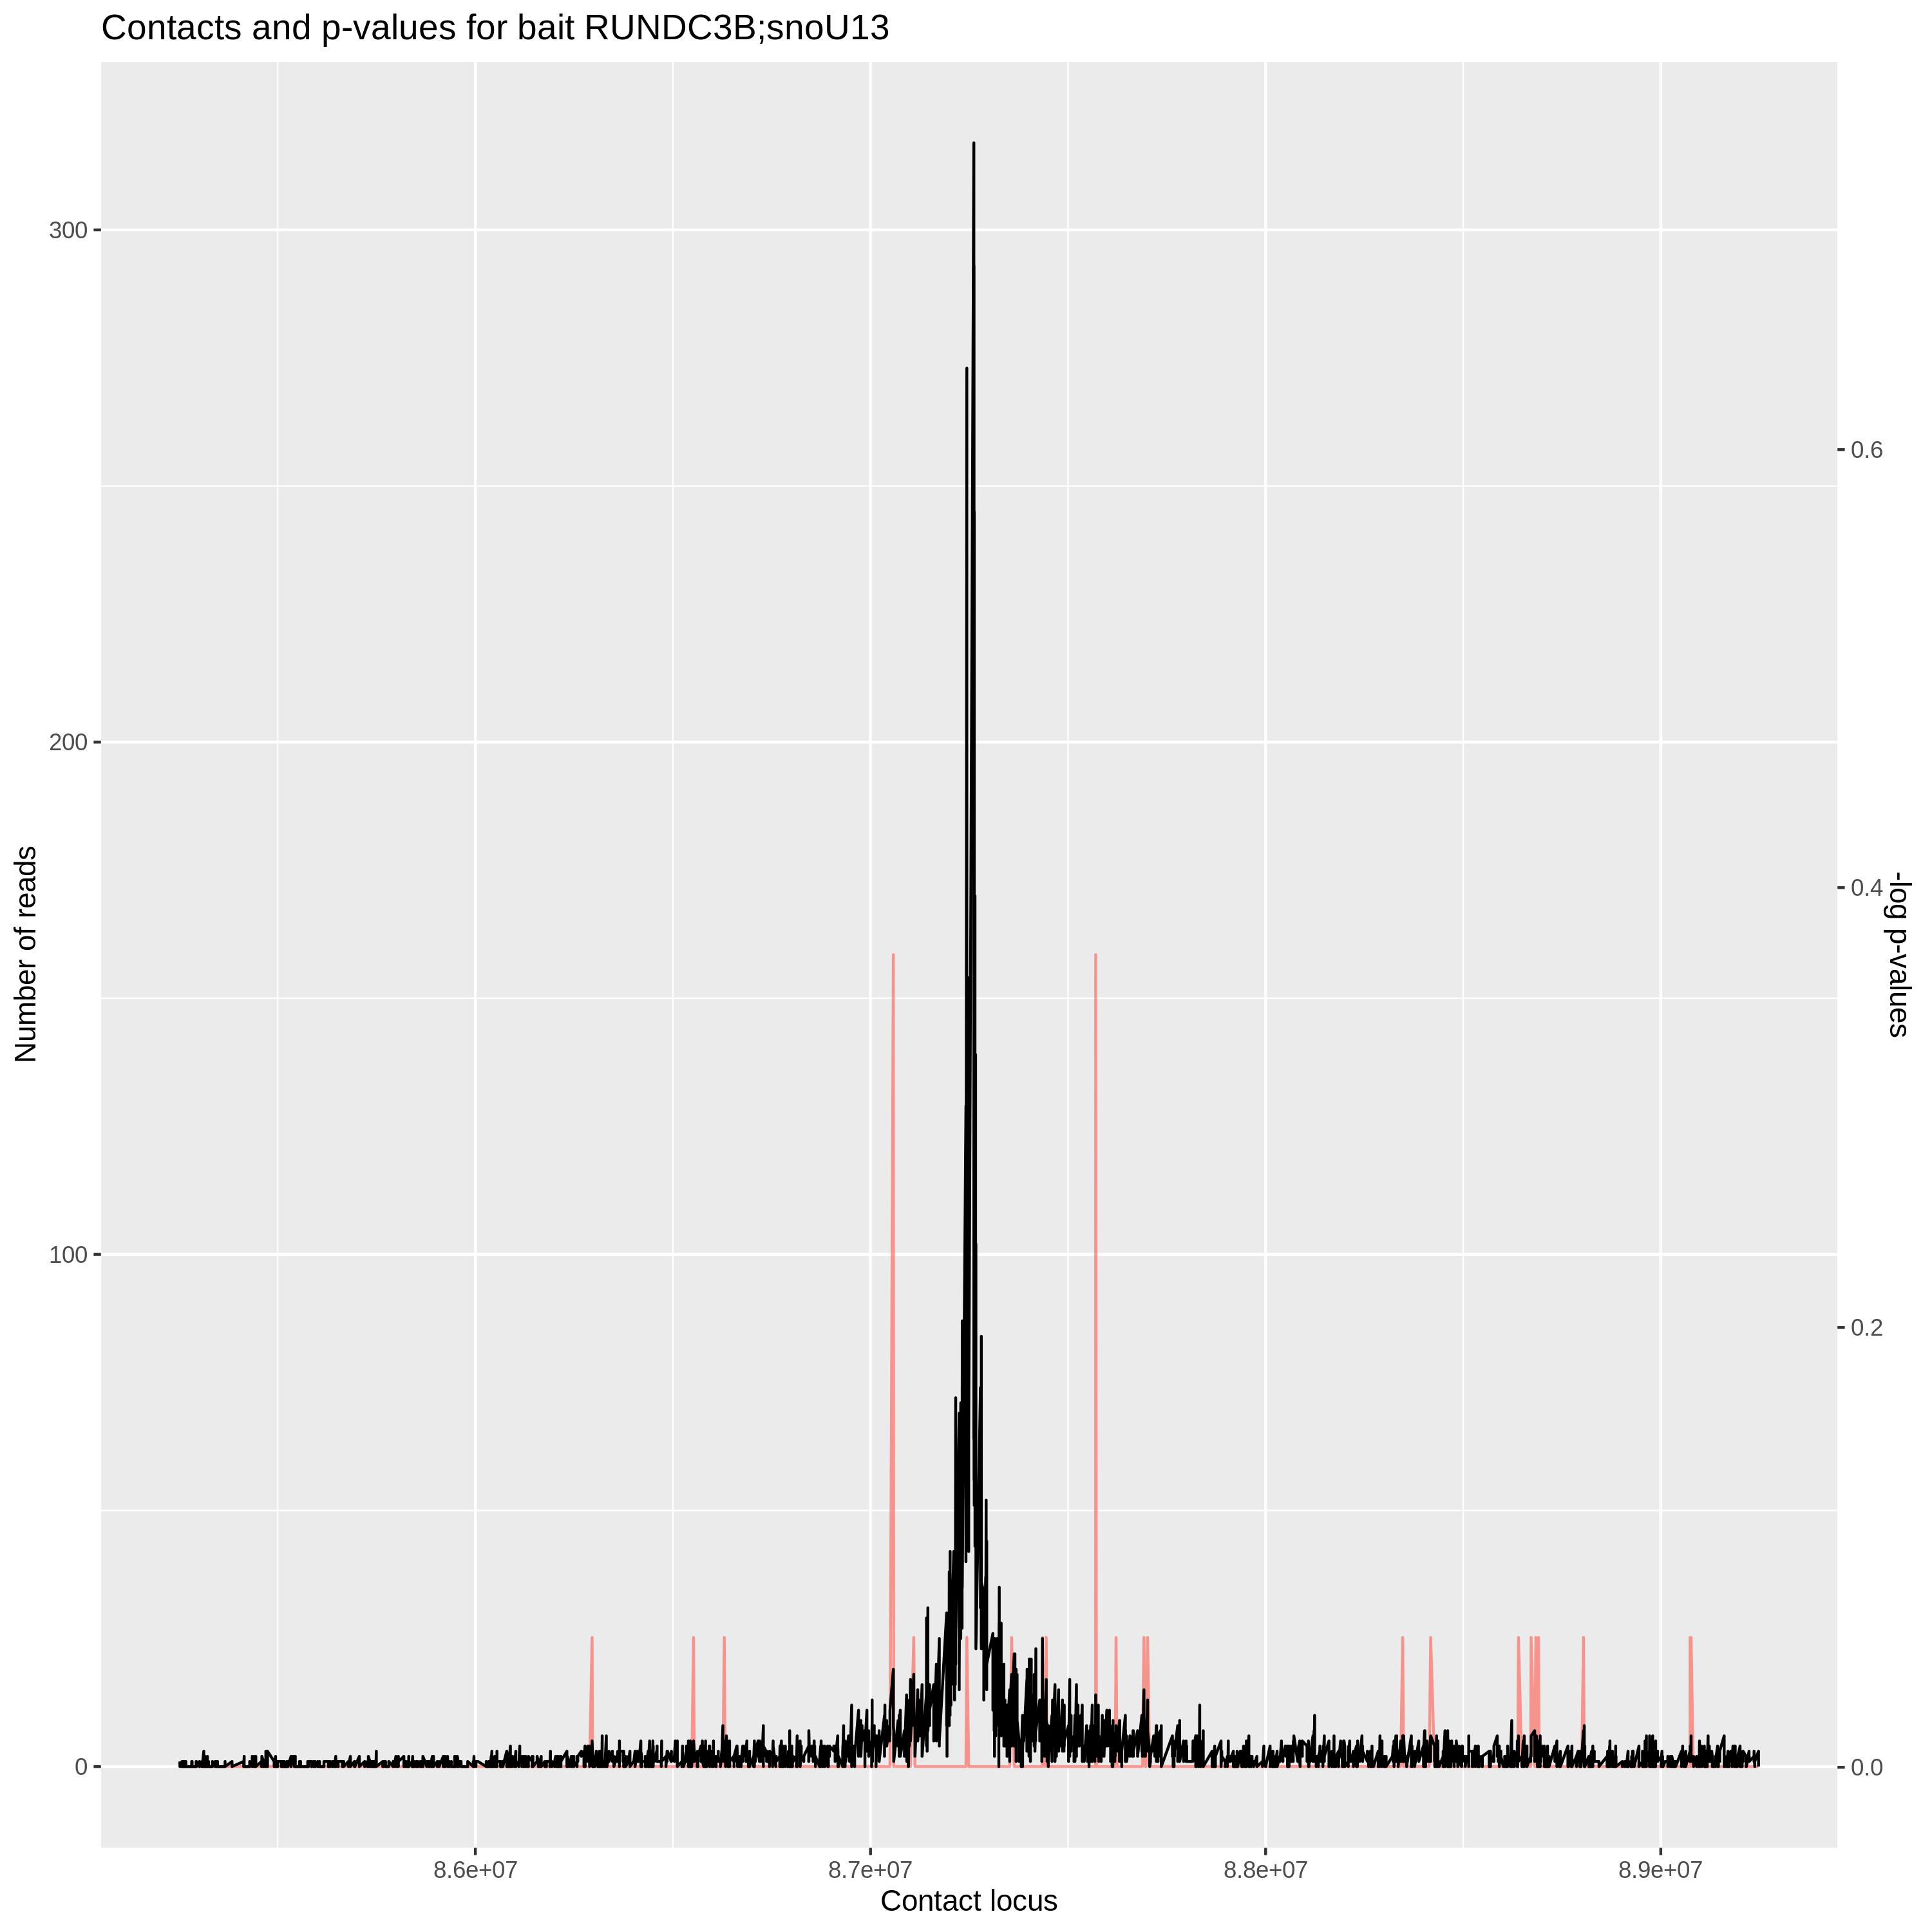 Contacts and p-values for bait RUNDC3B;snoU13
300
200
100
0
Number of reads
0.6
0.4
0.2
0.0
-log p-values
8.6e+07
8.7e+07
8.8e+07
8.9e+07
Contact locus